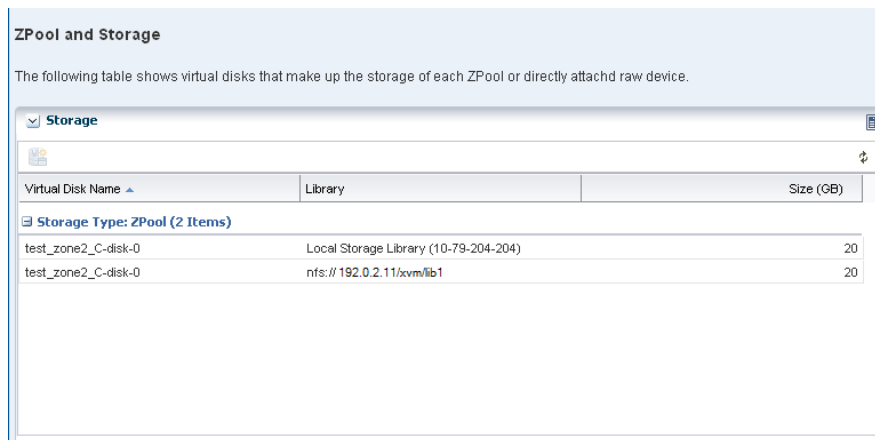 ZPool and Storage
The following table shows virtual disks that make up the storage of each ZPool or directly attachd raw device.
Storage
Virtual Disk Name Library Size (GB)
Storage Type: ZPool (2 Items)
test_zone2_C-disk-0 Local Storage Library (10-79-204-204) 20
test_zone2_C-disk-0 nfs:// 192.0.2.11/xvm/lib1 20